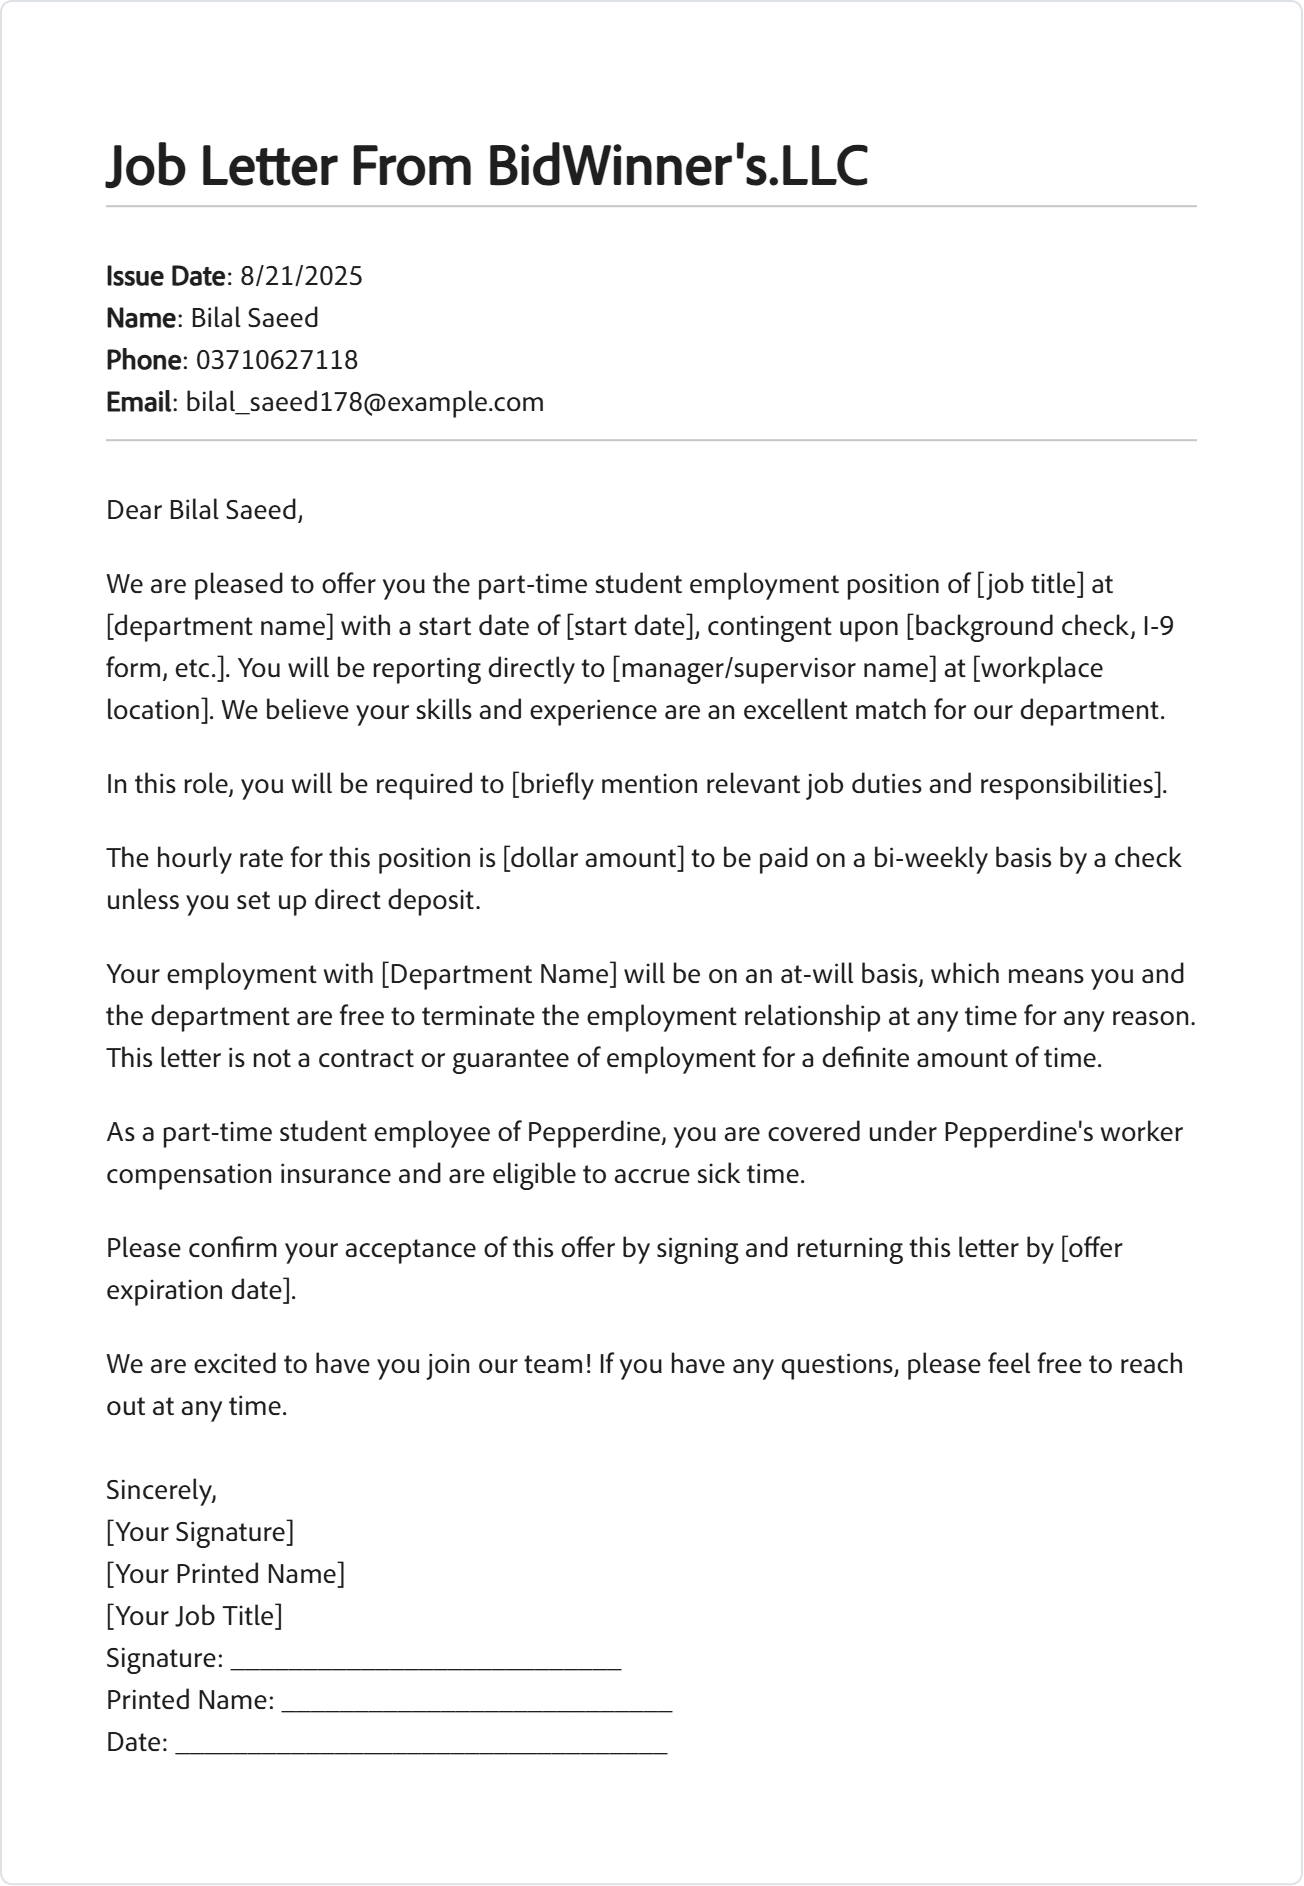 Job Letter From BidWinner's.LLC
Issue Date: 8/21/2025
Name: Bilal Saeed
Phone: 03710627118
Email: bilal_saeed178@example.com
Dear Bilal Saeed,
We are pleased to offer you the part-time student employment position of [job title] at
[department name] with a start date of [start date], contingent upon [background check, I-9
form, etc.]. You will be reporting directly to [manager/supervisor name] at [workplace
location]. We believe your skills and experience are an excellent match for our department.
In this role, you will be required to [briefly mention relevant job duties and responsibilities].
The hourly rate for this position is [dollar amount] to be paid on a bi-weekly basis by a check
unless you set up direct deposit.
Your employment with [Department Name] will be on an at-will basis, which means you and
the department are free to terminate the employment relationship at any time for any reason.
This letter is not a contract or guarantee of employment for a definite amount of time.
As a part-time student employee of Pepperdine, you are covered under Pepperdine's worker
compensation insurance and are eligible to accrue sick time.
Please confirm your acceptance of this offer by signing and returning this letter by [offer
expiration date].
We are excited to have you join our team! If you have any questions, please feel free to reach
out at any time.
Sincerely,
[Your Signature]
[Your Printed Name]
[Your Job Title]
Signature: ___________________________
Printed Name: ___________________________
Date: __________________________________